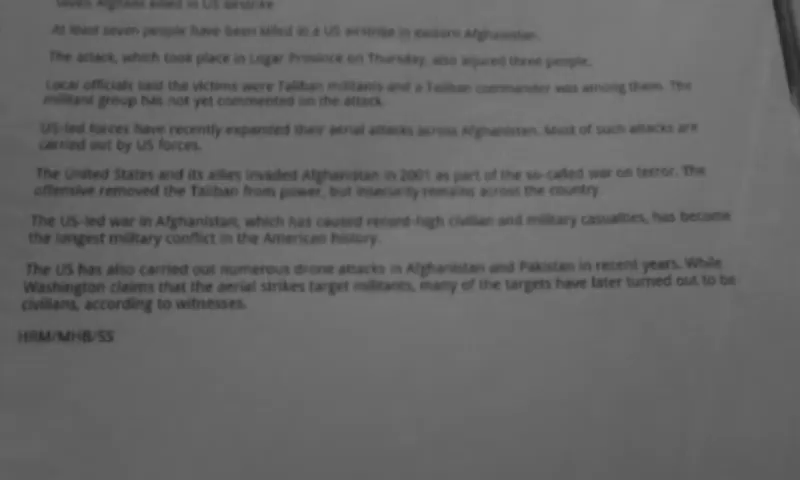 Seven Afghans killed in US airstrike
At least seven people have been killed in a US airstrike in eastern Afghanistan.
The attack, which took place in Logar Province on Thursday, also injured three people.
Local officials said the victims were Taliban militants and a Taliban commander was among them. The
militant group has not yet commented on the attack.
US-led forces have recently expanded their aerial attacks across Afghanistan. Most of such attacks are
carried out by US forces.
The United States and its allies invaded Afghanistan in 2001 as part of the so-called war on terror. The
offensive removed the Taliban from power, but insecurity remains across the country.
The US-led war in Afghanistan, which has caused record-high civilian and military casualties, has become
the longest military conflict in the American history.
The US has also carried out numerous drone attacks in Afghanistan and Pakistan in recent years. While
Washington claims that the aerial strikes target militants, many of the targets have later turned out to be
civilians, according to witnesses.
HRM/MHB/SS